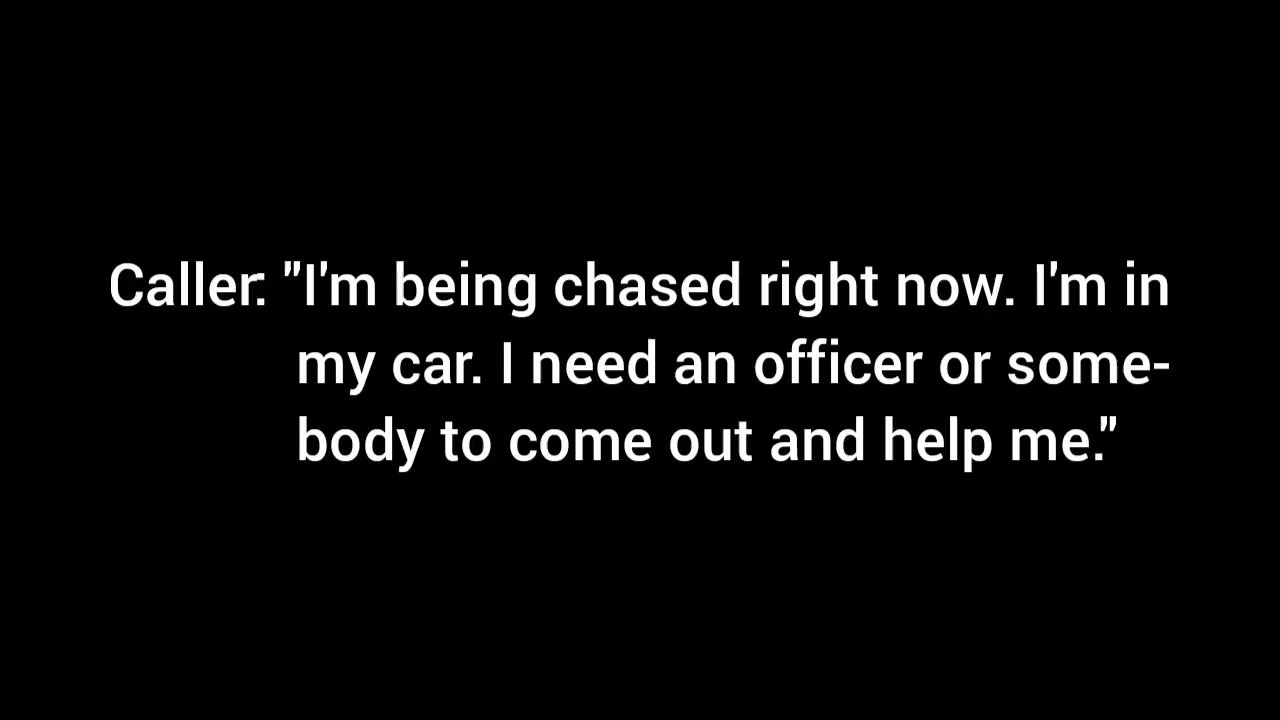 Caller: "I'm being chased right now. I'm in
my car. I need an officer or some-
body to come out and help me."